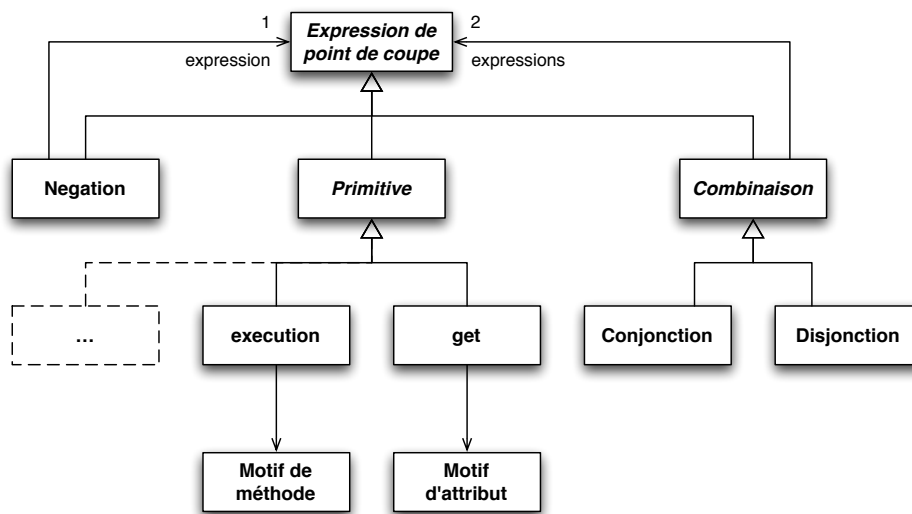 1
Expression de
point de coupe
2
expression
expressions
Negation
Primitive
Combinaison
...
execution
get
Conjonction
Disjonction
Motif de
méthode
Motif
d'attribut